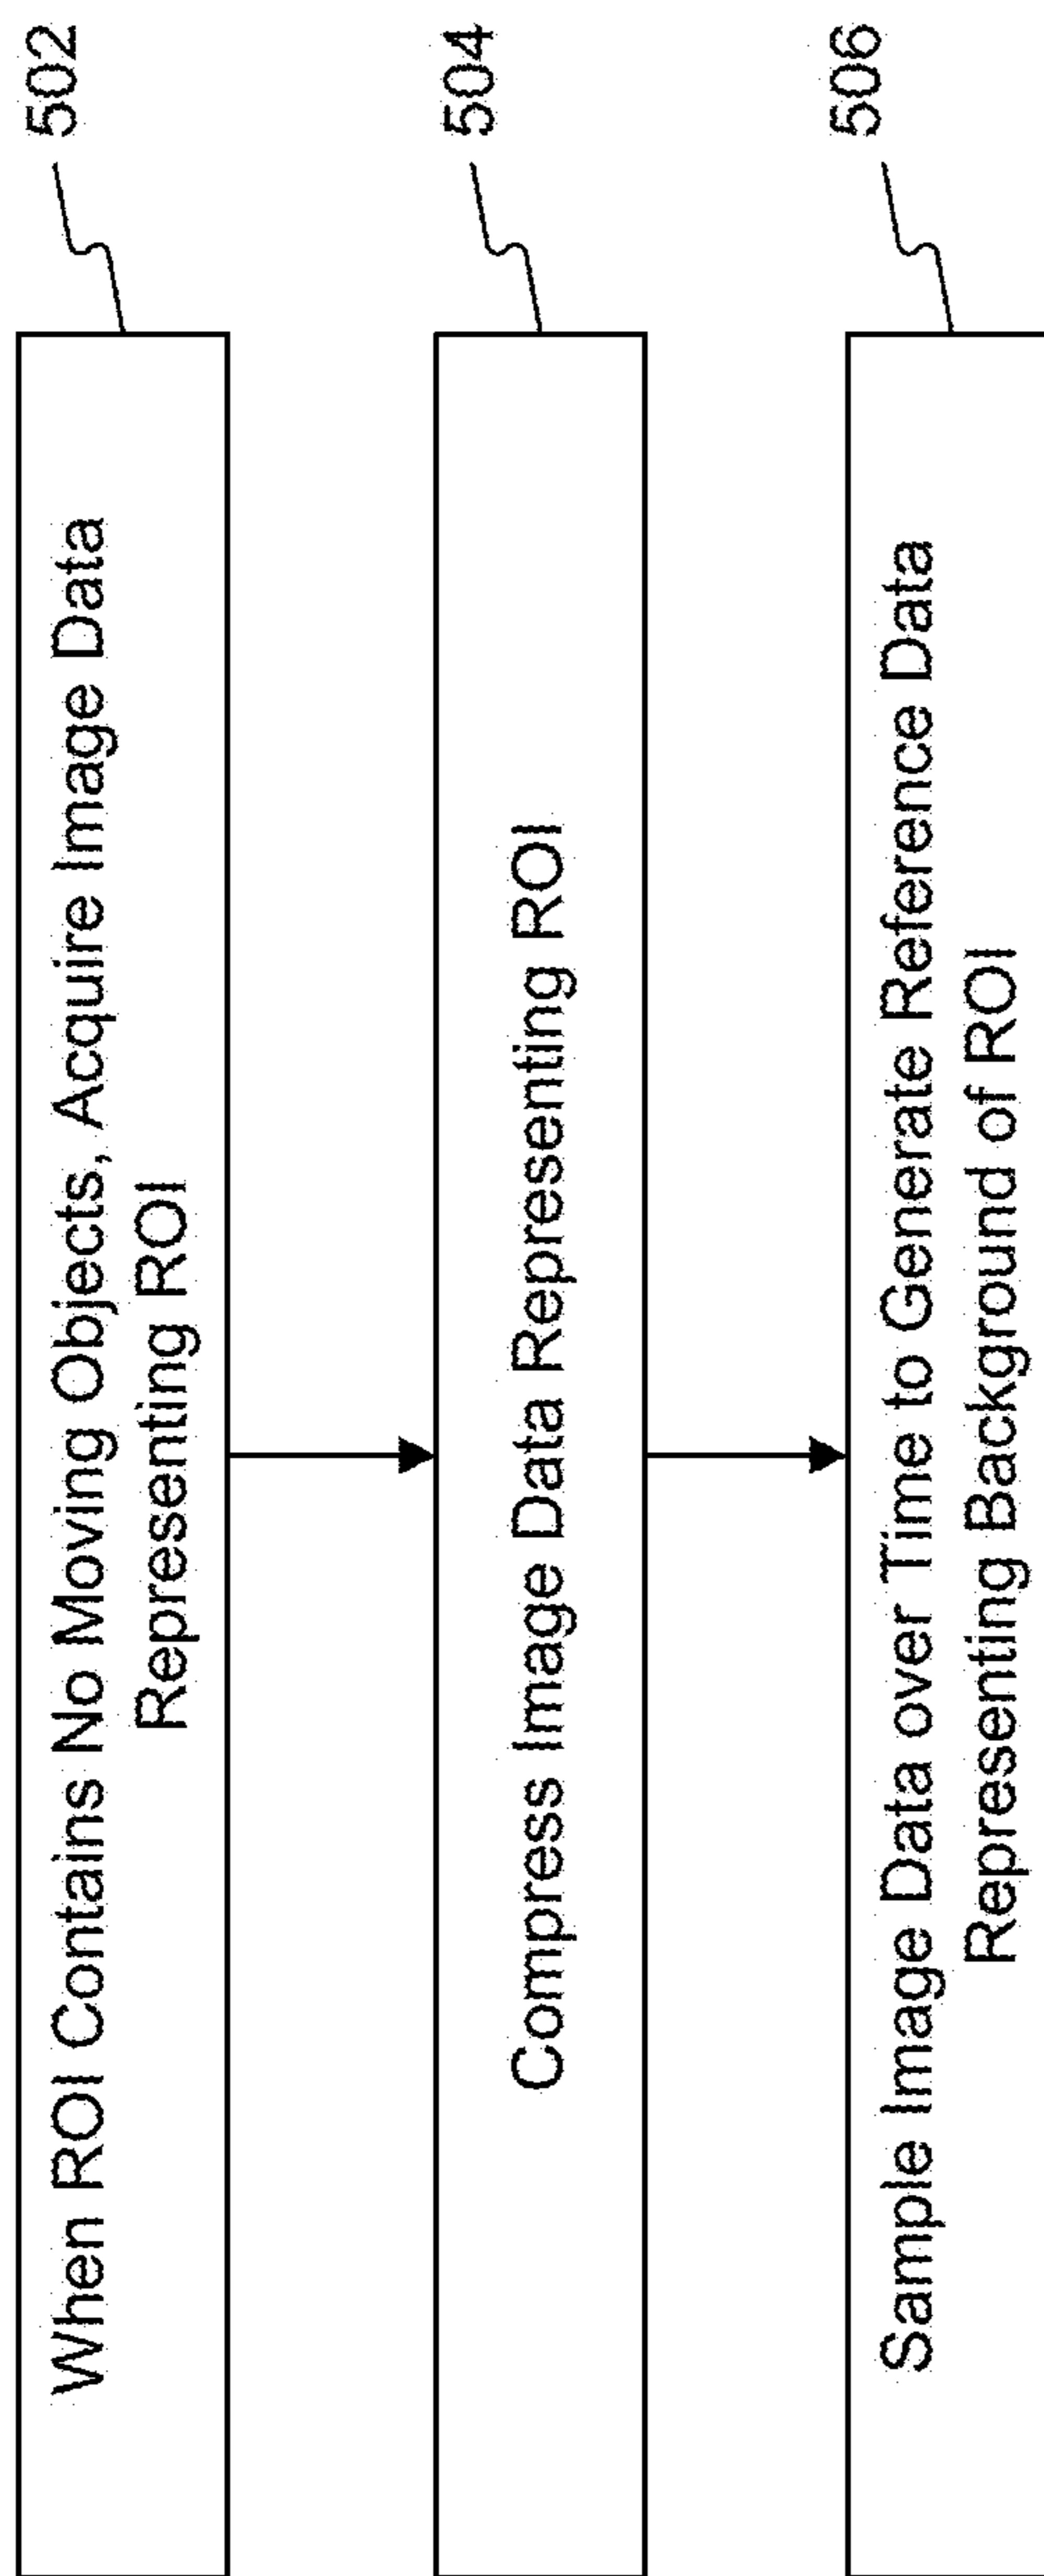 502
When ROI Contains No Moving Objects, Acquire Image Data
Representing ROI
504
Compress Image Data Representing ROI
506
Sample Image Data over Time to Generate Reference Data
Representing Background of ROI